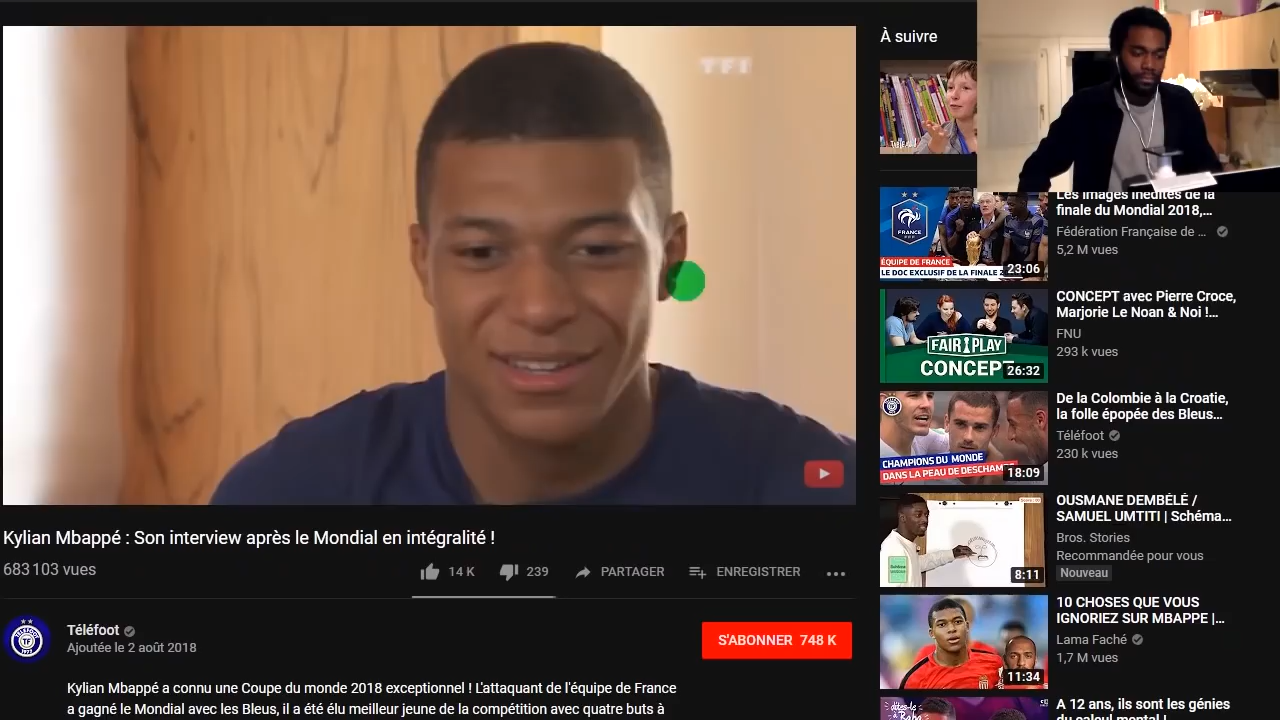 TF1
Kylian Mbappé : Son interview après le Mondial en intégralité !
683 103 vues
14 K
239
PARTAGER
ENREGISTRER
Téléfoot
Ajoutée le 2 août 2018
S'ABONNER 748 K
Kylian Mbappé a connu une Coupe du monde 2018 exceptionnel ! L'attaquant de l'équipe de France
a gagné le Mondial avec les Bleus, il a été élu meilleur jeune de la compétition avec quatre buts à
À suivre
FRANCE
ÉQUIPE DE FRANCE
LE DOC EXCLUSIF DE LA FINALE 2
23:06
Les images inédites de la
finale du Mondial 2018,...
Fédération Française de ...
5,2 M vues
FAIR PLAY
CONCEPT
26:32
CONCEPT avec Pierre Croce,
Marjorie Le Noan & Noi !...
FNU
293 k vues
CHAMPIONS DU MONDE
DANS LA PEAU DE DESCHAMPS
18:09
De la Colombie à la Croatie,
la folle épopée des Bleus...
Téléfoot
230 k vues
8:11
OUSMANE DEMBÉLÉ /
SAMUEL UMTITI | Schéma...
Bros. Stories
Recommandée pour vous
Nouveau
11:34
10 CHOSES QUE VOUS
IGNORIEZ SUR MBAPPE |...
Lama Faché
1,7 M vues
A 12 ans, ils sont les génies
du calcul mental !